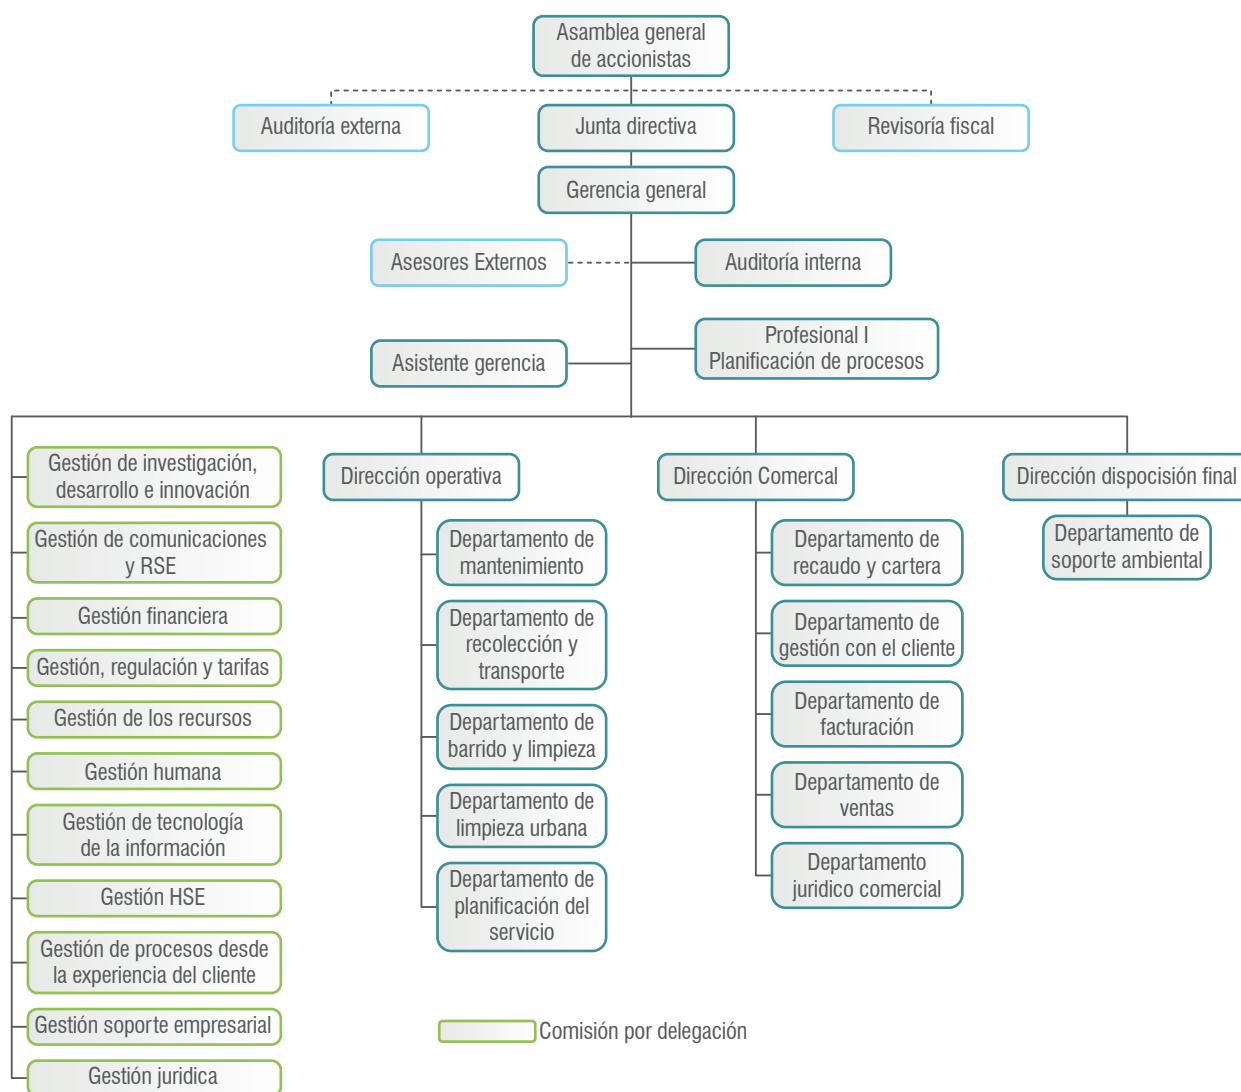 Asamblea general
de accionistas
Auditoría externa
Junta directiva
Revisoría fiscal
Gerencia general
Asesores Externos
Auditoría interna
Profesional I
Planificación de procesos
Asistente gerencia
Gestión de investigación,
desarrollo e innovación
Gestión de comunicaciones
y RSE
Gestión financiera
Gestión, regulación y tarifas
Gestión de los recursos
Gestión humana
Gestión de tecnología
de la información
Gestión HSE
Gestión de procesos desde
la experiencia del cliente
Gestión soporte empresarial
Gestión juridica
Dirección operativa
Departamento de
mantenimiento
Departamento de
recolección y
transporte
Departamento de
barrido y limpieza
Departamento de
limpieza urbana
Departamento de
planificación del
servicio
Dirección Comercal
Departamento de
recaudo y cartera
Departamento de
gestión con el cliente
Departamento de
facturación
Departamento de
ventas
Departamento
juridico comercial
Dirección dispocisión final
Departamento de
soporte ambiental
Comisión por delegación